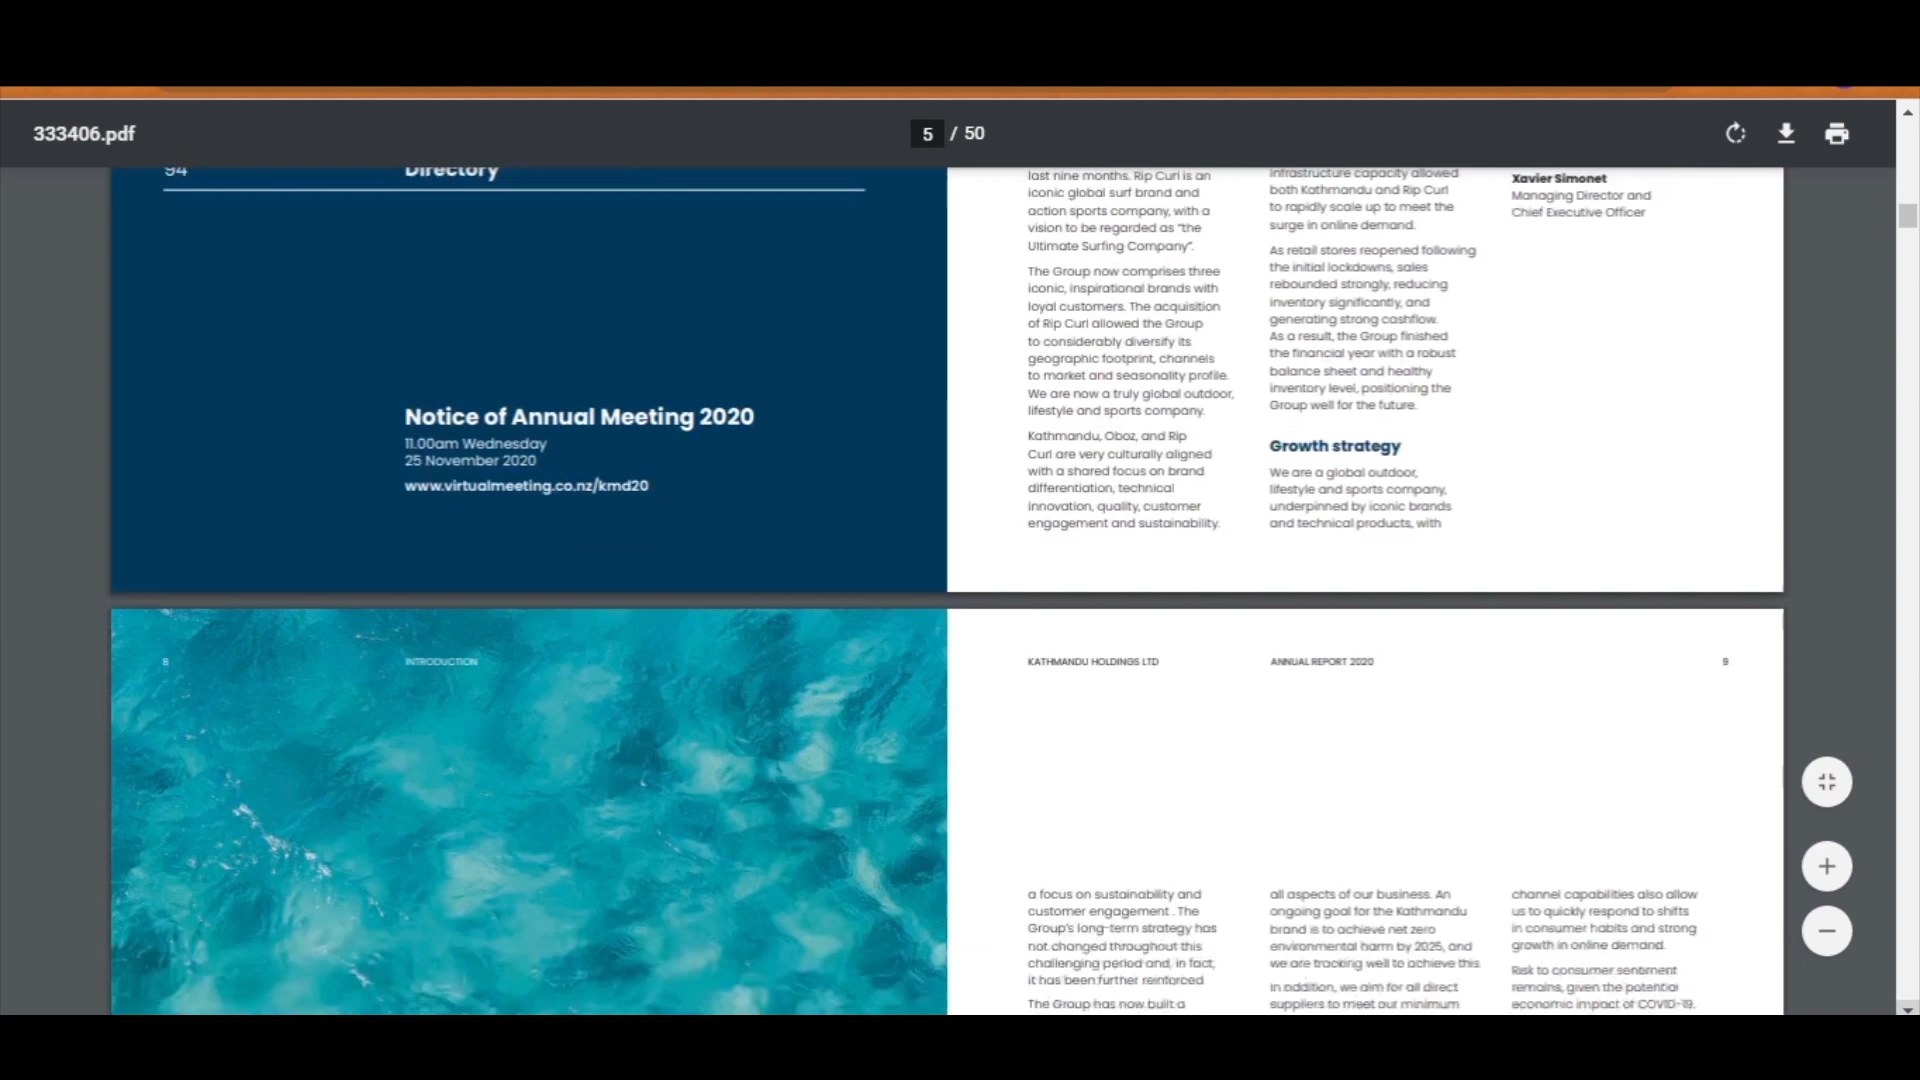 333406.pdf
5 / 50
94 Directory
Notice of Annual Meeting 2020
11.00am Wednesday
25 November 2020
www.virtualmeeting.co.nz/kmd20
last nine months. Rip Curl is an
iconic global surf brand and
action sports company, with a
vision to be regarded as “the
Ultimate Surfing Company”.
The Group now comprises three
iconic, inspirational brands with
loyal customers. The acquisition
of Rip Curl allowed the Group
to considerably diversify its
geographic footprint, channels
to market and seasonality profile.
We are now a truly global outdoor,
lifestyle and sports company.
Kathmandu, Oboz, and Rip
Curl are very culturally aligned
with a shared focus on brand
differentiation, technical
innovation, quality, customer
engagement and sustainability.
infrastructure capacity allowed
both Kathmandu and Rip Curl
to rapidly scale up to meet the
surge in online demand.
As retail stores reopened following
the initial lockdowns, sales
rebounded strongly, reducing
inventory significantly, and
generating strong cashflow.
As a result, the Group finished
the financial year with a robust
balance sheet and healthy
inventory level, positioning the
Group well for the future.
Growth strategy
We are a global outdoor,
lifestyle and sports company,
underpinned by iconic brands
and technical products, with
Xavier Simonet
Managing Director and
Chief Executive Officer
8 INTRODUCTION
KATHMANDU HOLDINGS LTD ANNUAL REPORT 2020 9
a focus on sustainability and
customer engagement . The
Group’s long-term strategy has
not changed throughout this
challenging period and, in fact,
it has been further reinforced
The Group has now built a
all aspects of our business. An
ongoing goal for the Kathmandu
brand is to achieve net zero
environmental harm by 2025, and
we are tracking well to achieve this.
In addition, we aim for all direct
suppliers to meet our minimum
channel capabilities also allow
us to quickly respond to shifts
in consumer habits and strong
growth in online demand.
Risk to consumer sentiment
remains, given the potential
economic impact of COVID-19.